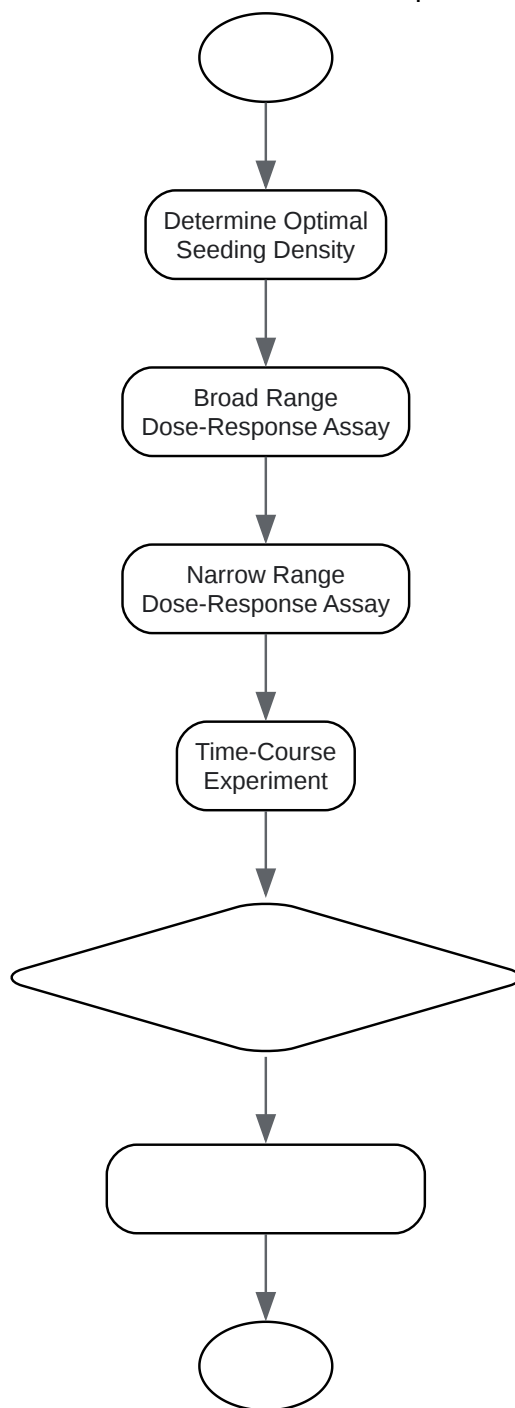 Determine Optimal
Seeding Density
Broad Range
Dose-Response Assay
Narrow Range
Dose-Response Assay
Time-Course
Experiment